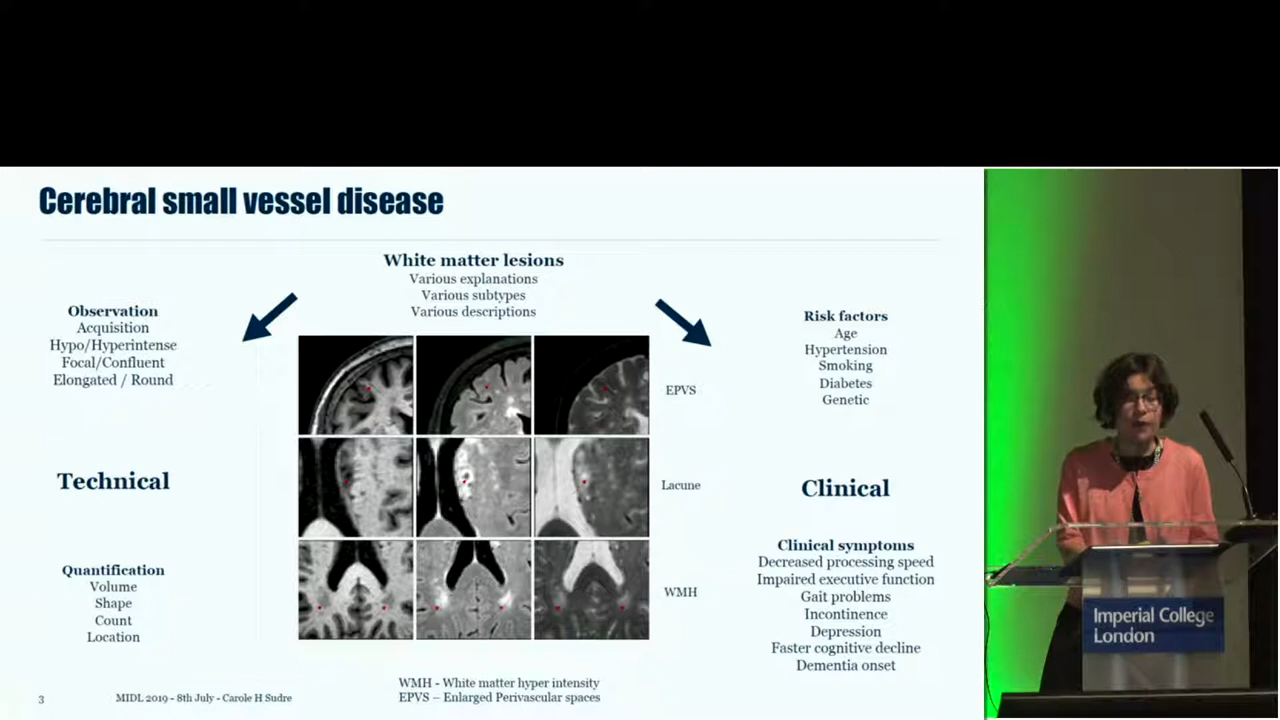 Cerebral small vessel disease
White matter lesions
Various explanations
Various subtypes
Various descriptions
Observation
Acquisition
Hypo/Hyperintense
Focal/Confluent
Elongated / Round
Technical
Quantification
Volume
Shape
Count
Location
EPVS
Lacune
WMH
Risk factors
Age
Hypertension
Smoking
Diabetes
Genetic
Clinical
Clinical symptoms
Decreased processing speed
Impaired executive function
Gait problems
Incontinence
Depression
Faster cognitive decline
Dementia onset
WMH - White matter hyper intensity
EPVS – Enlarged Perivascular spaces
3
MIDL 2019 - 8th July - Carole H Sudre
Imperial College
London